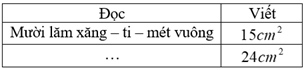 Đọc Viết
Mười lăm xăng – ti – mét vuông 15cm²
… 24cm²